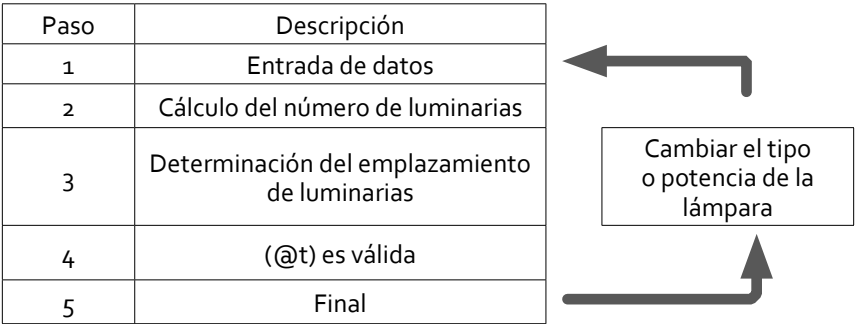 Paso Descripción
1 Entrada de datos
2 Cálculo del número de luminarias
3 Determinación del emplazamiento
de luminarias
4 (@t) es válida
5 Final
Cambiar el tipo
o potencia de la
lámpara